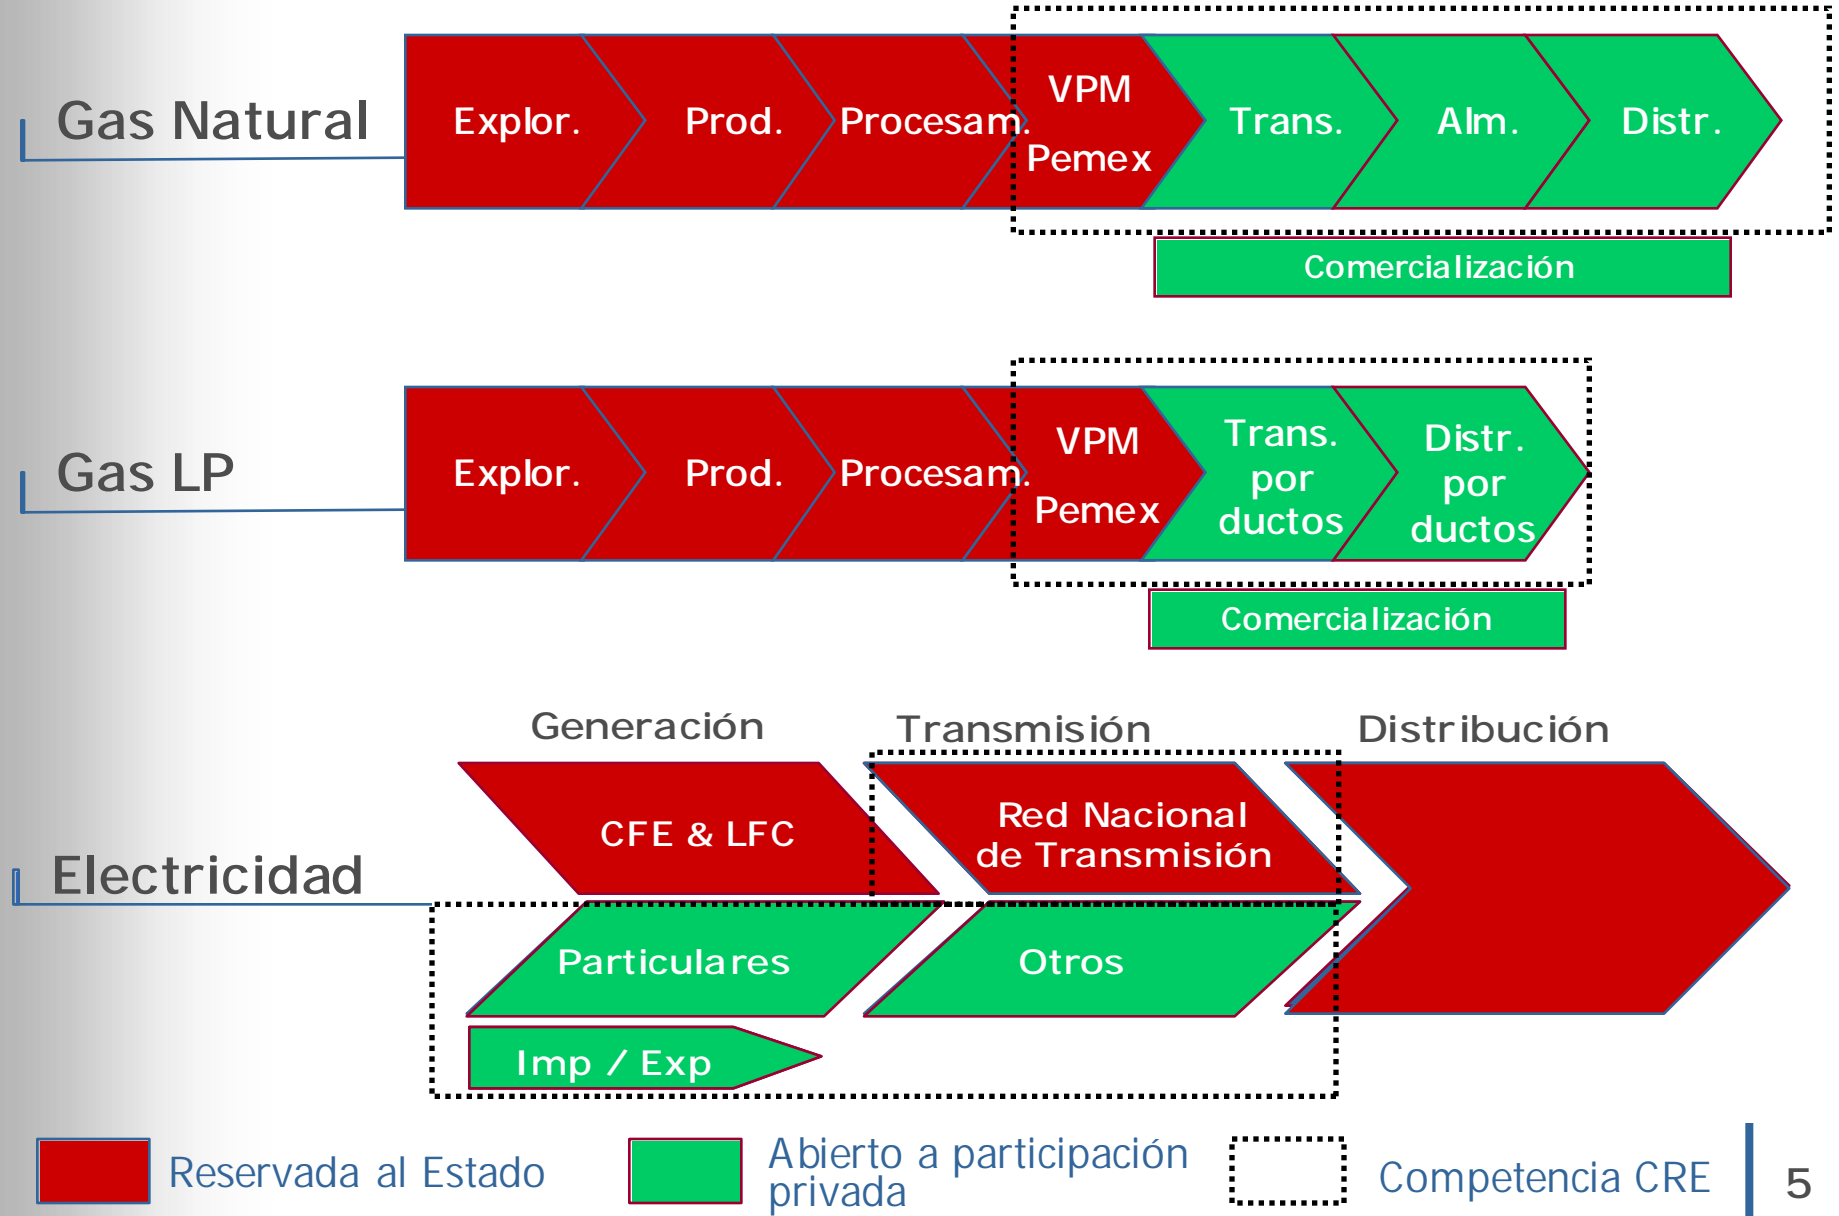 Gas Natural
Explor.
Prod.
Procesam.
VPM
Pemex
Trans.
Alm.
Distr.
Comercialización
Gas LP
Explor.
Prod.
Procesam.
VPM
Pemex
Trans.
por
ductos
Distr.
por
ductos
Comercialización
Generación
Transmisión
Distribución
Electricidad
CFE & LFC
Red Nacional
de Transmisión
Particulares
Otros
Imp / Exp
Reservada al Estado
Abierto a participación
privada
Competencia CRE
5